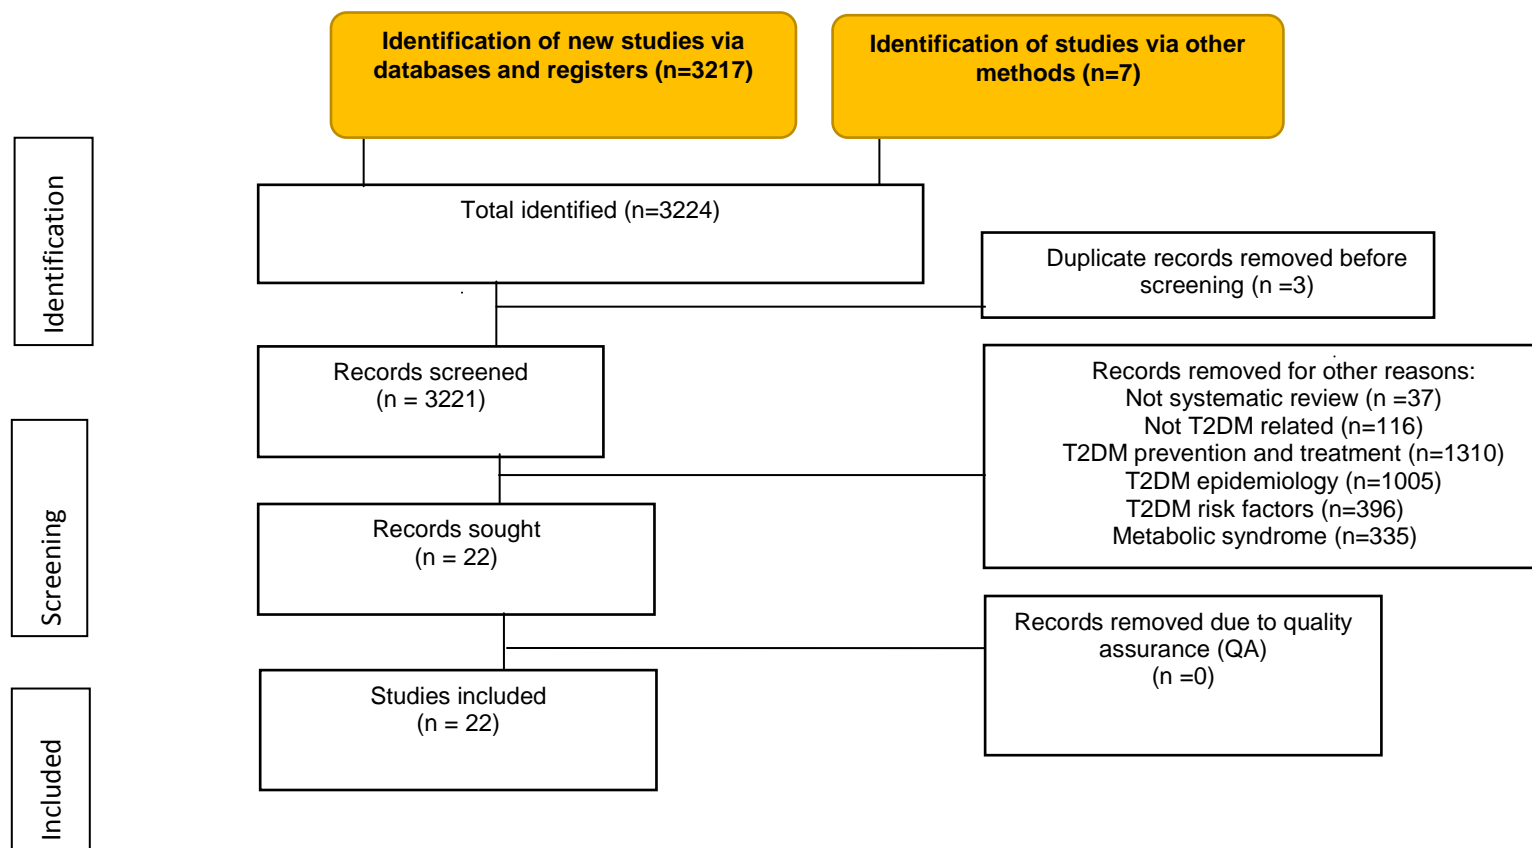 Identification of new studies via
databases and registers (n=3217)
Identification of studies via other
methods (n=7)
Identification
Total identified (n=3224)
Duplicate records removed before
screening (n =3)
Records screened
(n = 3221)
Records removed for other reasons:
Not systematic review (n =37)
Not T2DM related (n=116)
T2DM prevention and treatment (n=1310)
T2DM epidemiology (n=1005)
T2DM risk factors (n=396)
Metabolic syndrome (n=335)
Screening
Records sought
(n = 22)
Records removed due to quality
assurance (QA)
(n =0)
Included
Studies included
(n = 22)